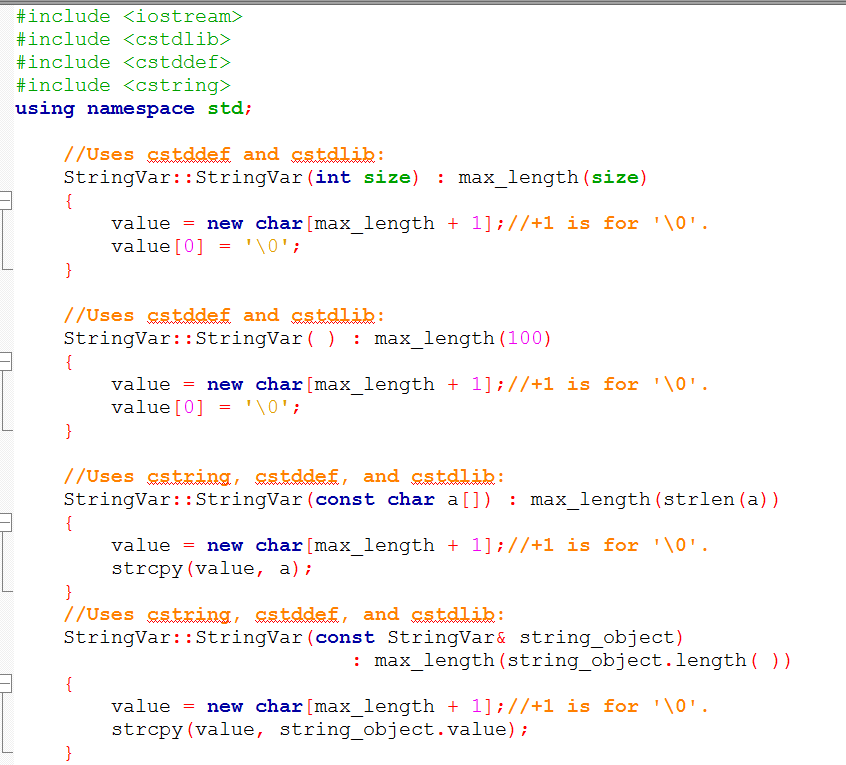 #include <iostream>
#include <cstdlib>
#include <cstddef>
#include <cstring>
using namespace std;
//Uses cstddef and cstdlib:
StringVar::StringVar(int size) : max_length(size)
{
value = new char[max_length + 1];//+1 is for '\0'.
value[0] = '\0';
}
//Uses cstddef and cstdlib:
StringVar::StringVar( ) : max_length(100)
{
value = new char[max_length + 1];//+1 is for '\0'.
value[0] = '\0';
}
//Uses cstring, cstddef, and cstdlib:
StringVar::StringVar(const char a[]) : max_length(strlen(a))
{
value = new char[max_length + 1];//+1 is for '\0'.
strcpy(value, a);
}
//Uses cstring, cstddef, and cstdlib:
StringVar::StringVar(const StringVar& string_object)
: max_length(string_object.length( ))
{
value = new char[max_length + 1];//+1 is for '\0'.
strcpy(value, string_object.value);
}